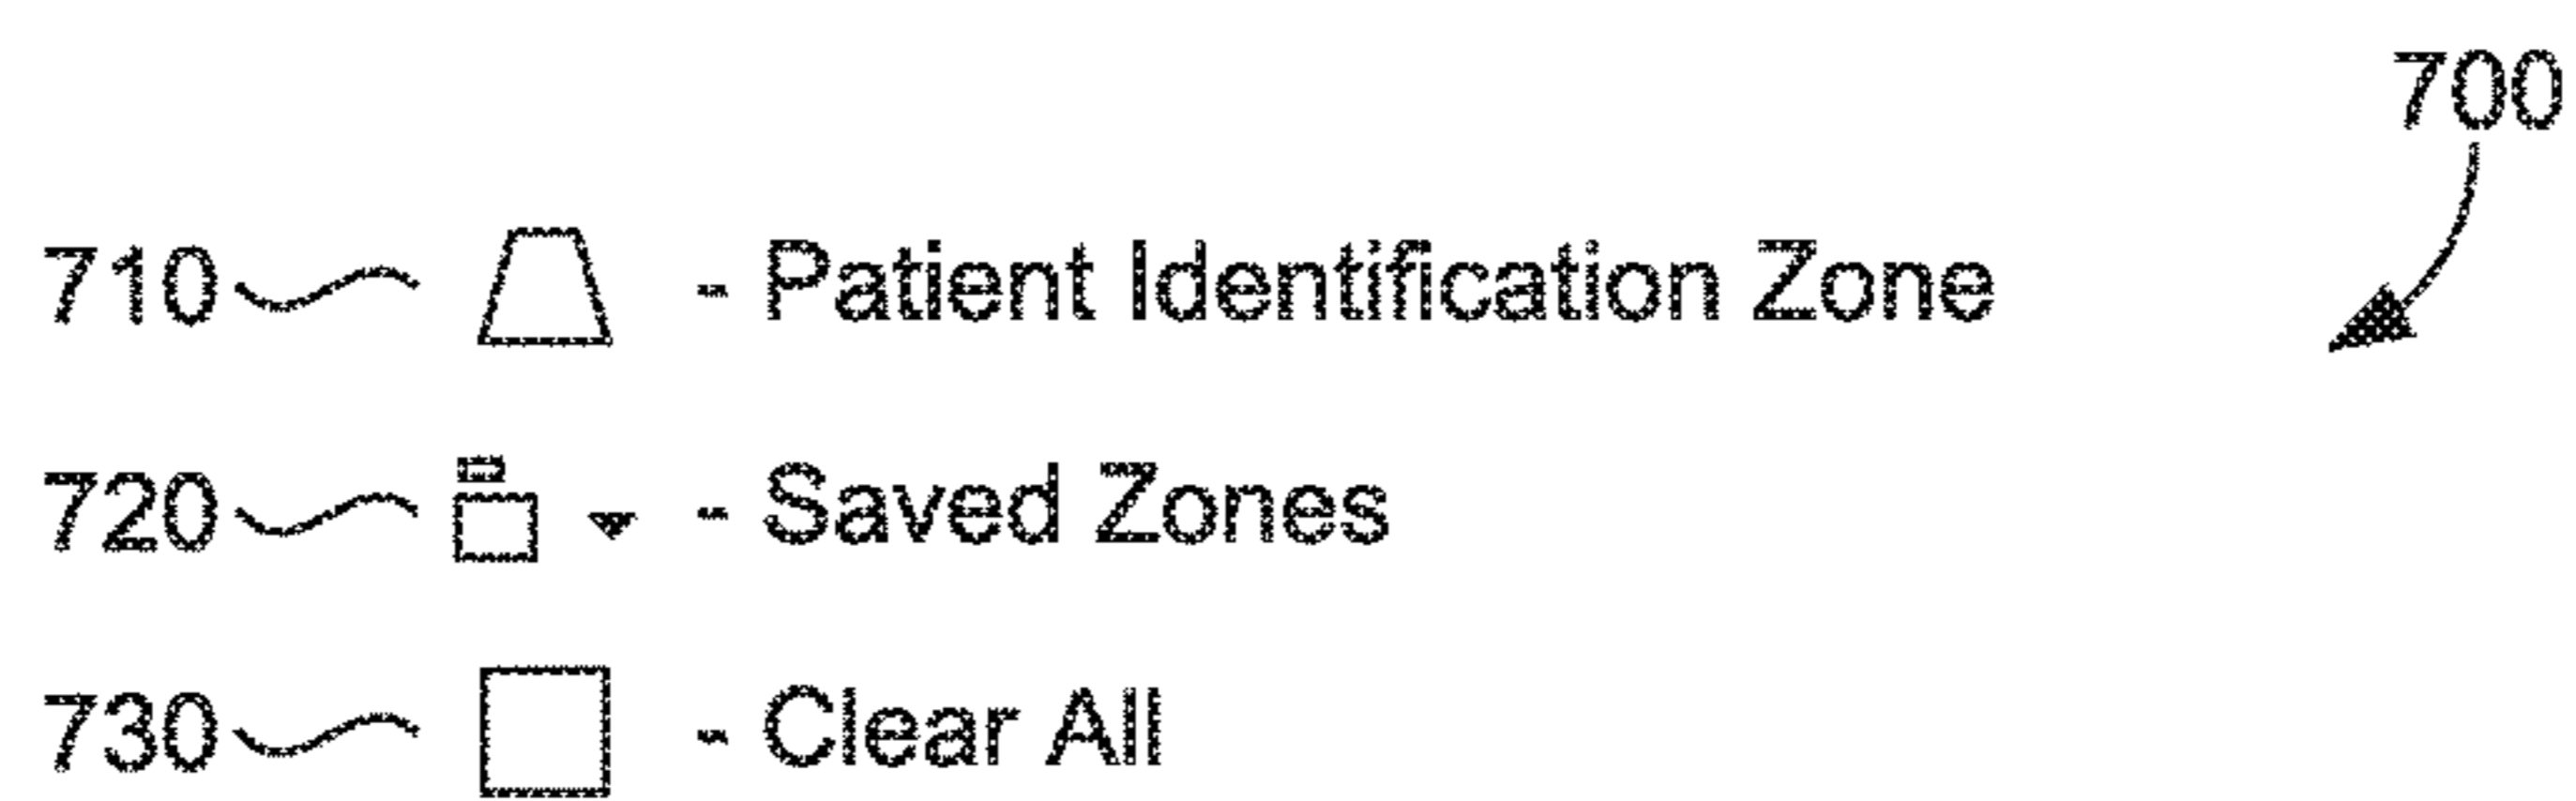 700
710 - Patient Identification Zone
720 - Saved Zones
730 - Clear All